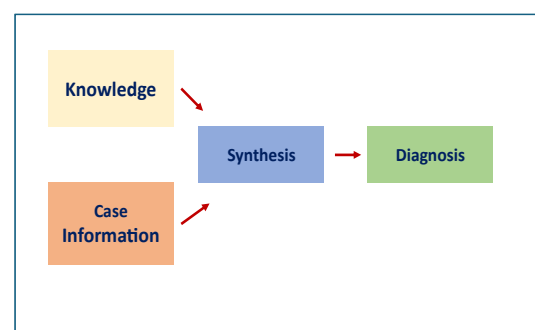 Knowledge
Synthesis
Diagnosis
Case
Information